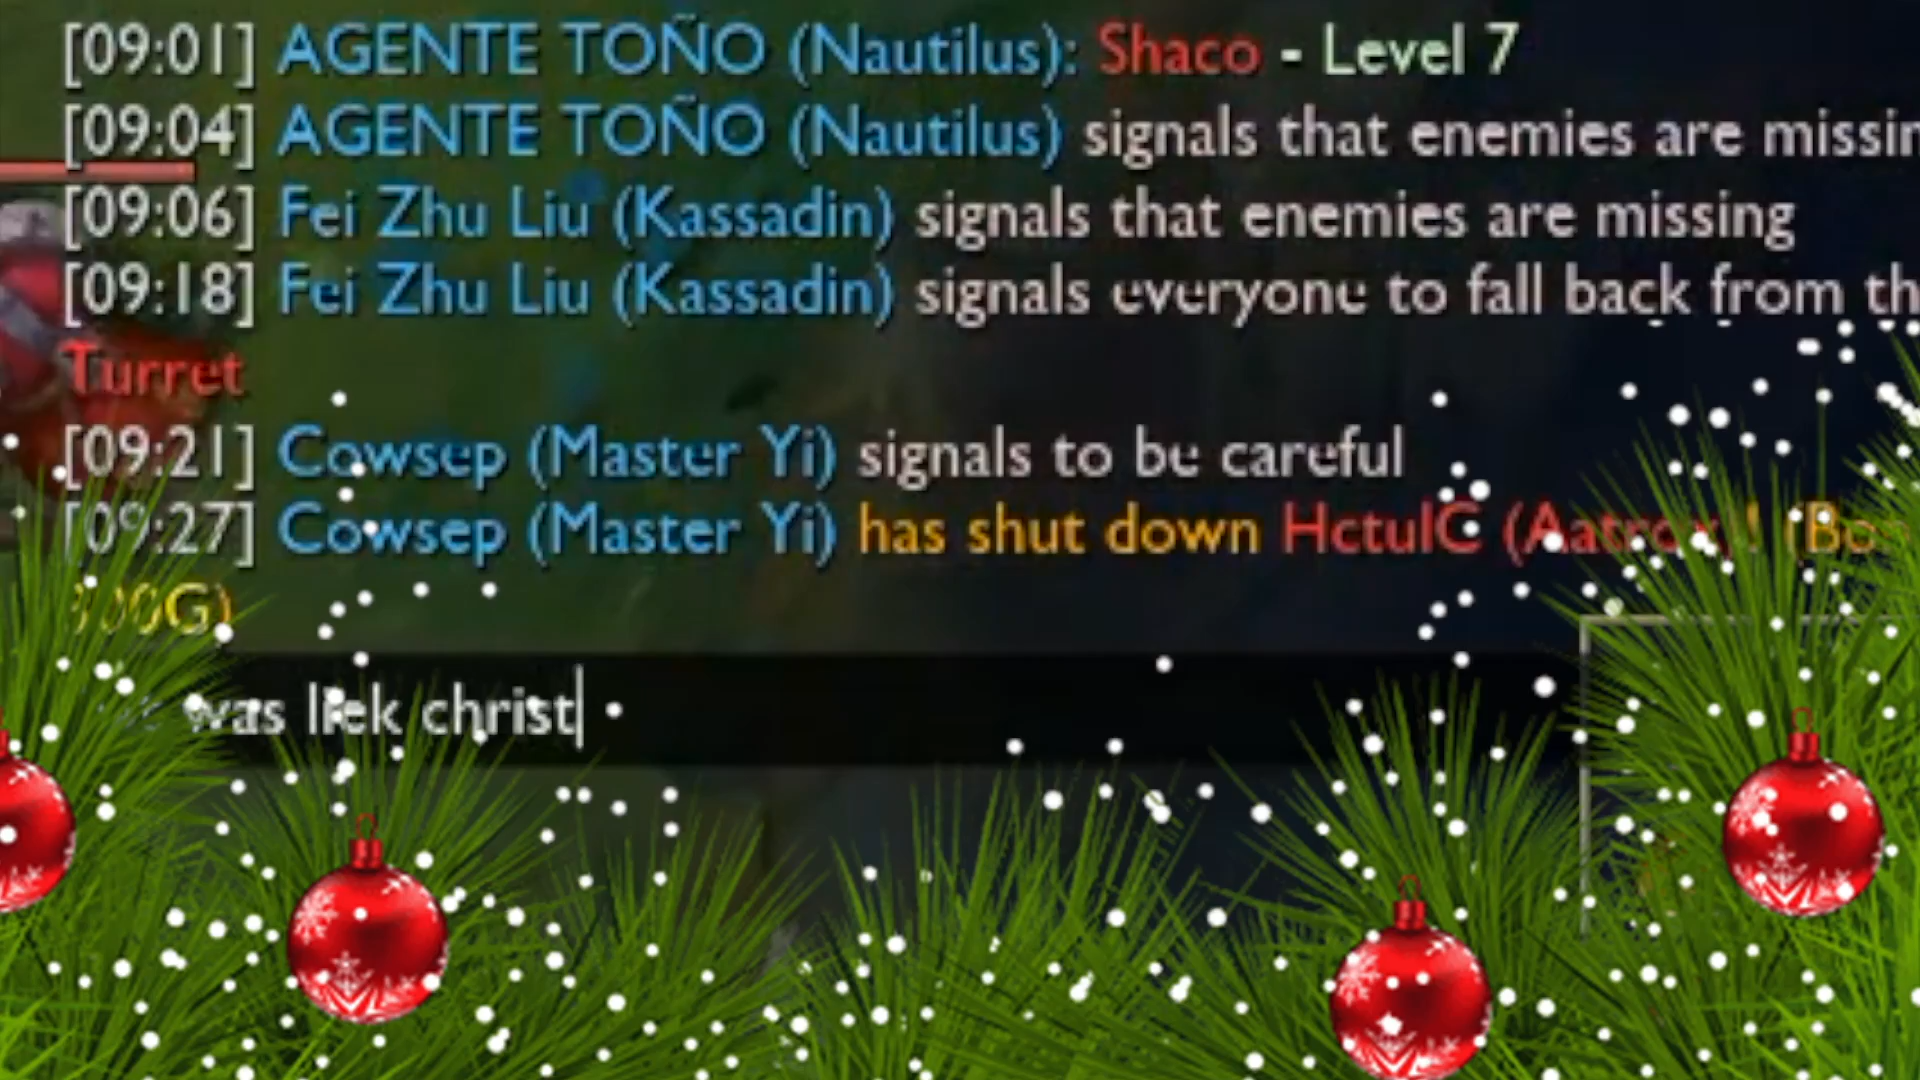 [09:01] AGENTE TOÑO (Nautilus): Shaco - Level 7
[09:04] AGENTE TOÑO (Nautilus) signals that enemies are
[09:06] Fei Zhu Liu (Kassadin) signals that enemies are missing
[09:18] Fei Zhu Liu (Kassadin) signals everyone to fall back from
Turret
[09:21] Cowsep (Master Yi) signals to be careful
[09:27] Cowsep (Master Yi) has shut down HctulC (Aatrox)!
was liek christ